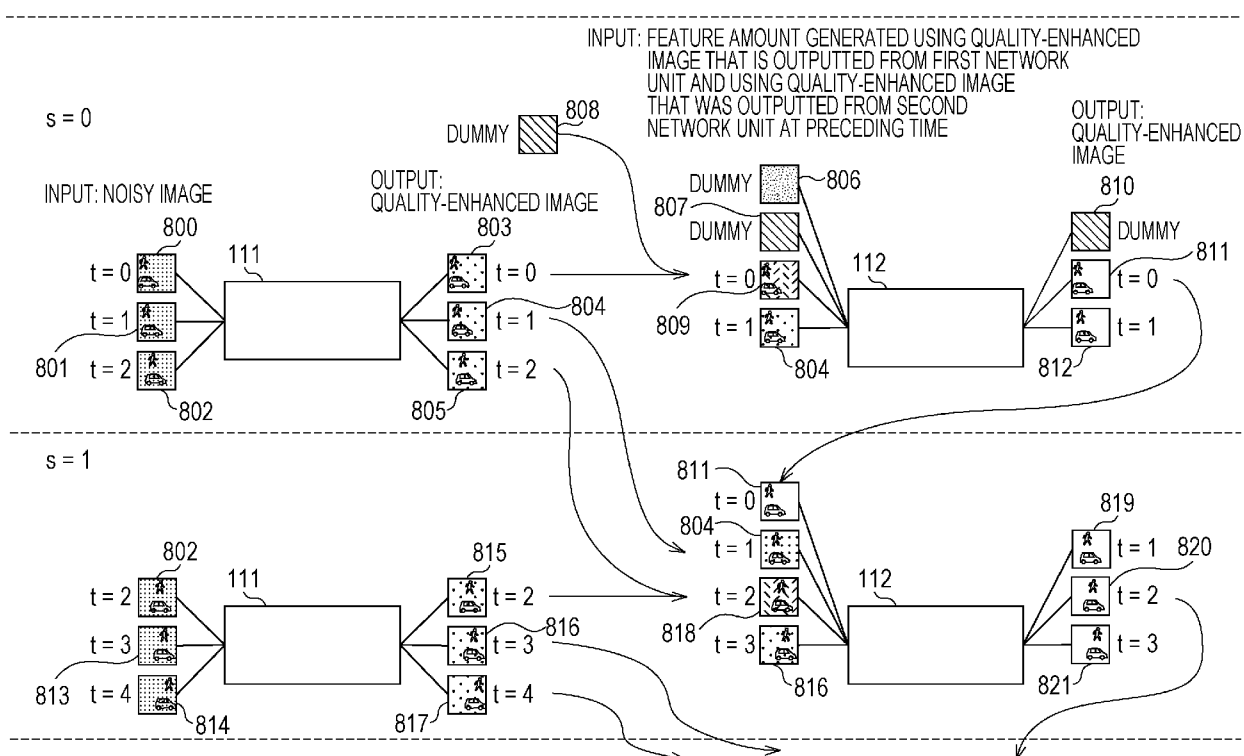 INPUT: FEATURE AMOUNT GENERATED USING QUALITY-ENHANCED
IMAGE THAT IS OUTPUTTED FROM FIRST NETWORK
UNIT AND USING QUALITY-ENHANCED IMAGE
THAT WAS OUTPUTTED FROM SECOND
NETWORK UNIT AT PRECEDING TIME
s = 0
DUMMY
808
OUTPUT:
QUALITY-ENHANCED
IMAGE
INPUT: NOISY IMAGE
OUTPUT:
QUALITY-ENHANCED IMAGE
800
t = 0
801
t = 1
t = 2
802
111
803
t = 0
804
t = 1
t = 2
805
DUMMY
806
807
DUMMY
t = 0
809
t = 1
804
112
810
DUMMY
811
t = 0
t = 1
812
s = 1
802
t = 2
t = 3
813
t = 4
814
111
815
t = 2
816
t = 3
t = 4
817
811
t = 0
804
t = 1
t = 2
818
t = 3
816
112
819
t = 1
820
t = 2
t = 3
821